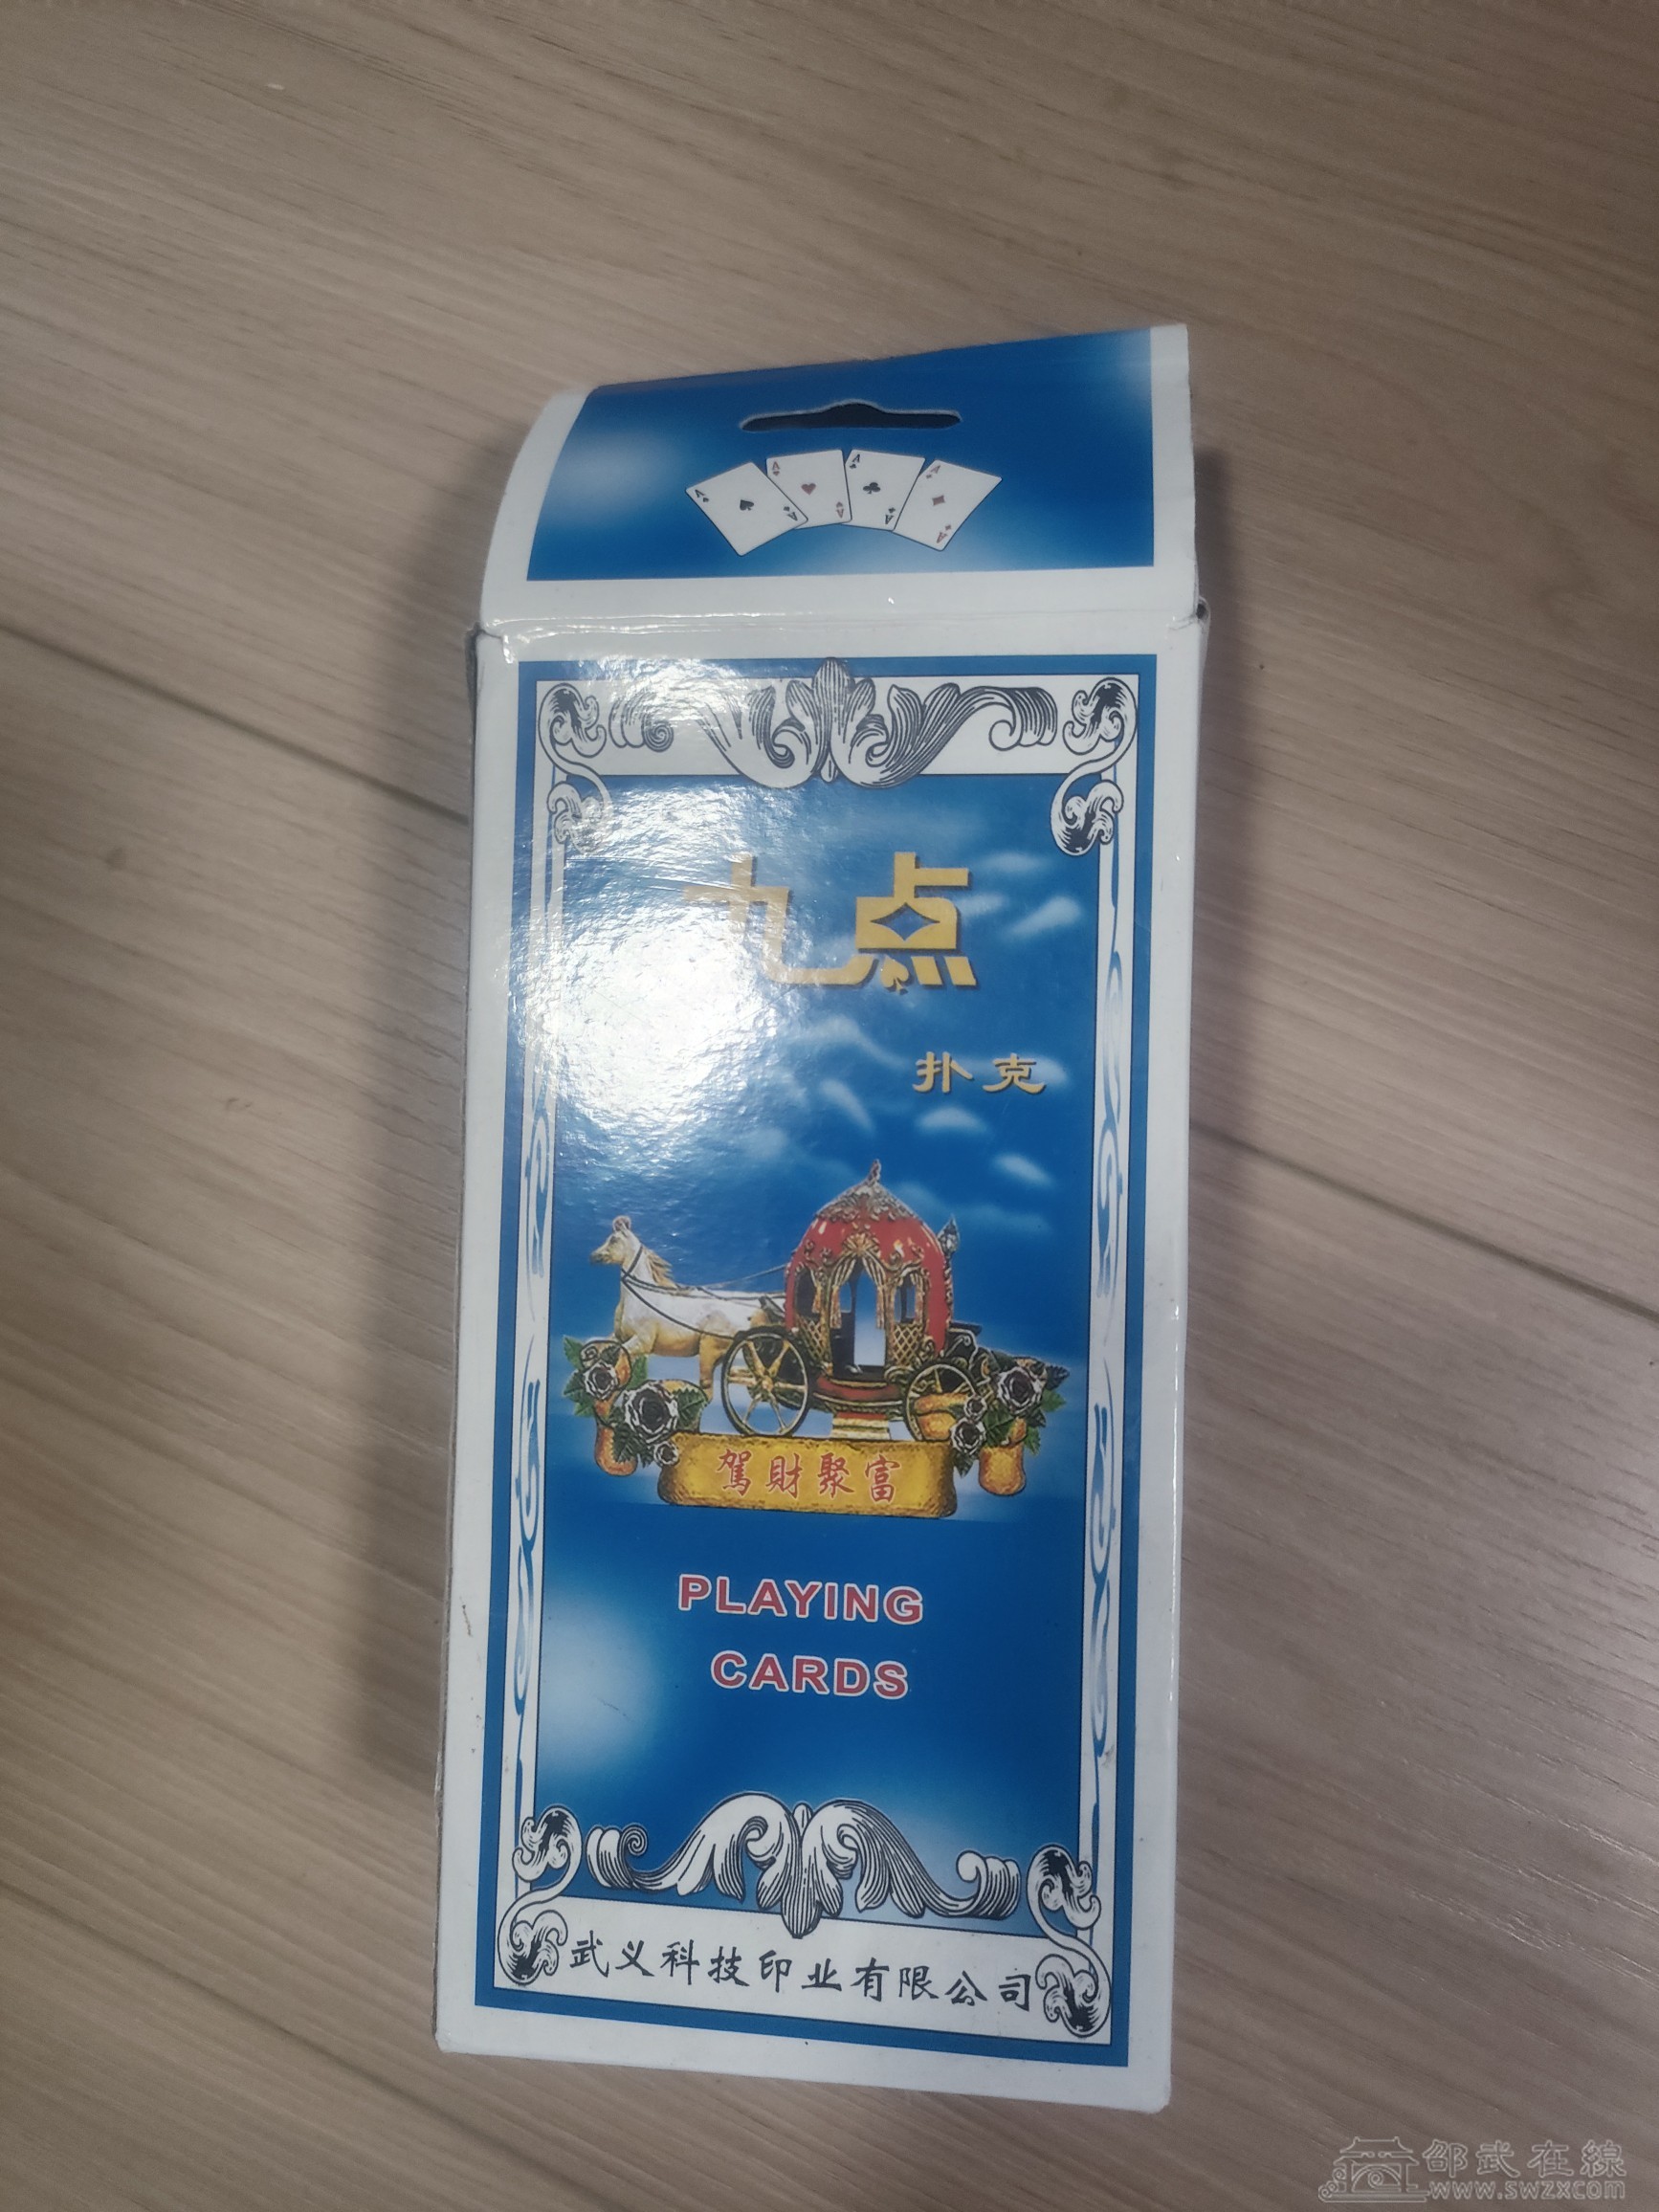 A A A A
A A A A
九点
扑克
駕財聚富
PLAYING
CARDS
武义科技印业有限公司
邵武在線
www.swzx.com